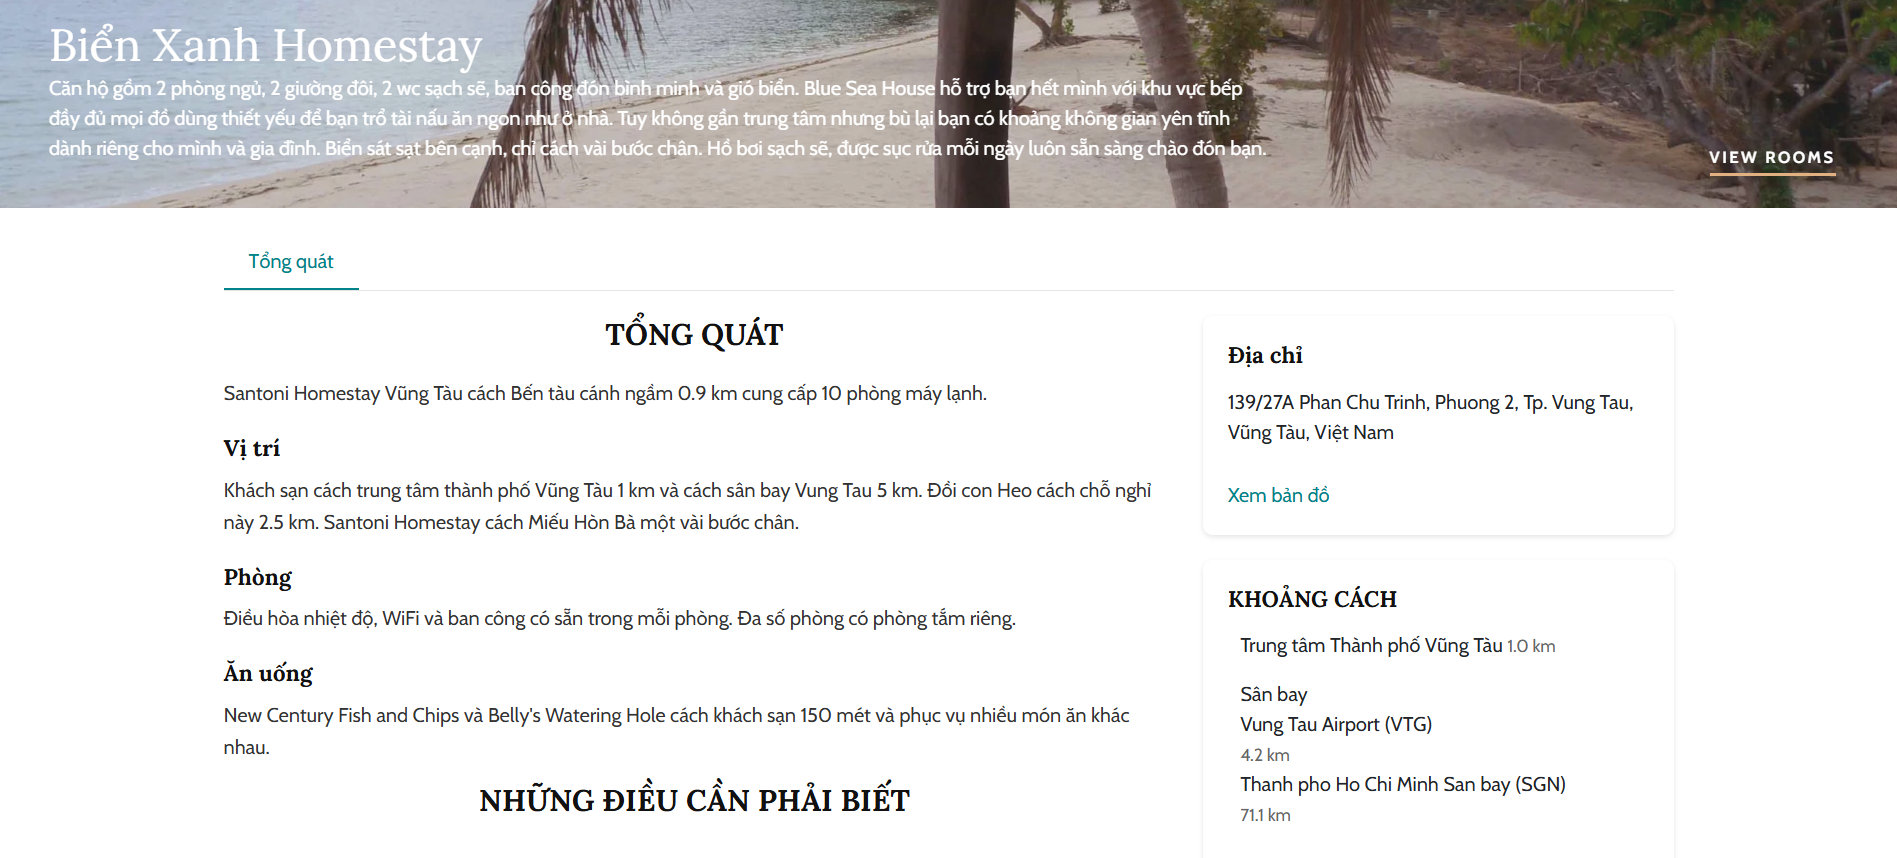 Biển Xanh Homestay
Căn hộ gồm 2 phòng ngủ, 2 giường đôi, 2 wc sạch sẽ, ban công đón bình minh và gió biển. Blue Sea House hỗ trợ bạn hết mình với khu vực bếp
đầy đủ mọi đồ dùng thiết yếu để bạn trổ tài nấu ăn ngon như ở nhà. Tuy không gần trung tâm nhưng bù lại bạn có khoảng không gian yên tĩnh
dành riêng cho mình và gia đình. Biển sát sạt bên cạnh, chỉ cách vài bước chân. Hồ bơi sạch sẽ, được sục rửa mỗi ngày luôn sẵn sàng chào đón bạn.
VIEW ROOMS
Tổng quát
TỔNG QUÁT
Santoni Homestay Vũng Tàu cách Bến tàu cánh ngầm 0.9 km cung cấp 10 phòng máy lạnh.
Vị trí
Khách sạn cách trung tâm thành phố Vũng Tàu 1 km và cách sân bay Vung Tau 5 km. Đồi con Heo cách chỗ nghỉ
này 2.5 km. Santoni Homestay cách Miếu Hòn Bà một vài bước chân.
Phòng
Điều hòa nhiệt độ, WiFi và ban công có sẵn trong mỗi phòng. Đa số phòng có phòng tắm riêng.
Ăn uống
New Century Fish and Chips và Belly's Watering Hole cách khách sạn 150 mét và phục vụ nhiều món ăn khác
nhau.
NHỮNG ĐIỀU CẦN PHẢI BIẾT
Địa chỉ
139/27A Phan Chu Trinh, Phuong 2, Tp. Vung Tau,
Vũng Tàu, Việt Nam
Xem bản đồ
KHOẢNG CÁCH
Trung tâm Thành phố Vũng Tàu 1.0 km
Sân bay
Vung Tau Airport (VTG)
4.2 km
Thanh pho Ho Chi Minh San bay (SGN)
71.1 km